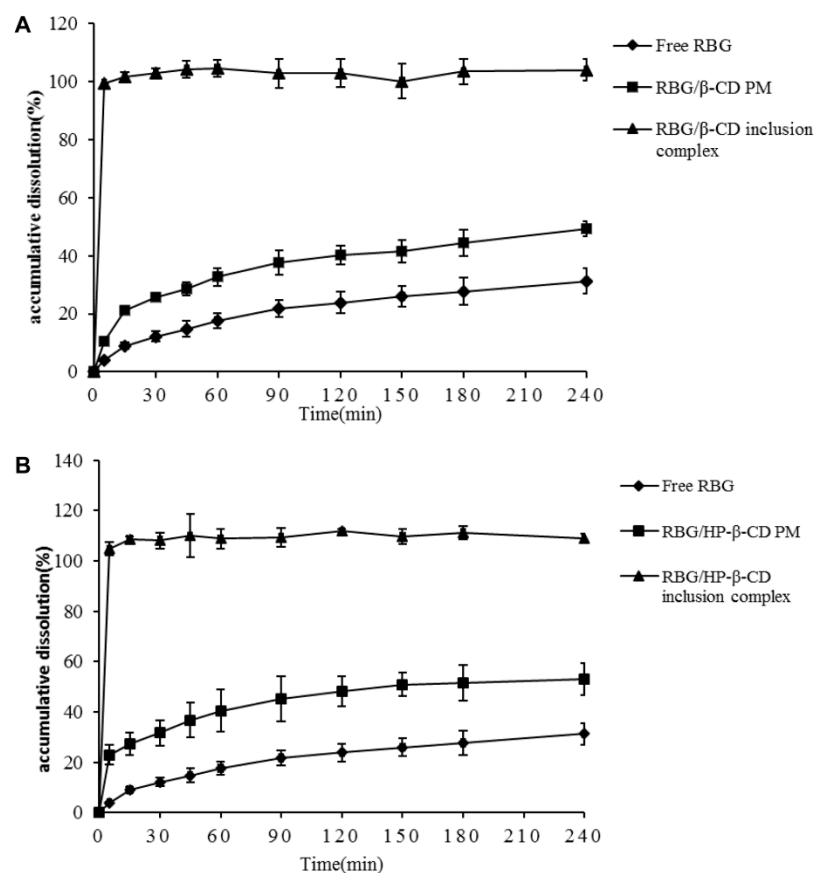 A
accumulative dissolution(%)
120
100
80
60
40
20
0
0 30 60 90 120 150 180 210 240
Time(min)
Free RBG
RBG/β-CD PM
RBG/β-CD inclusion
complex
B
accumulative dissolution(%)
140
120
100
80
60
40
20
0
0 30 60 90 120 150 180 210 240
Time(min)
Free RBG
RBG/HP-β-CD PM
RBG/HP-β-CD
inclusion complex